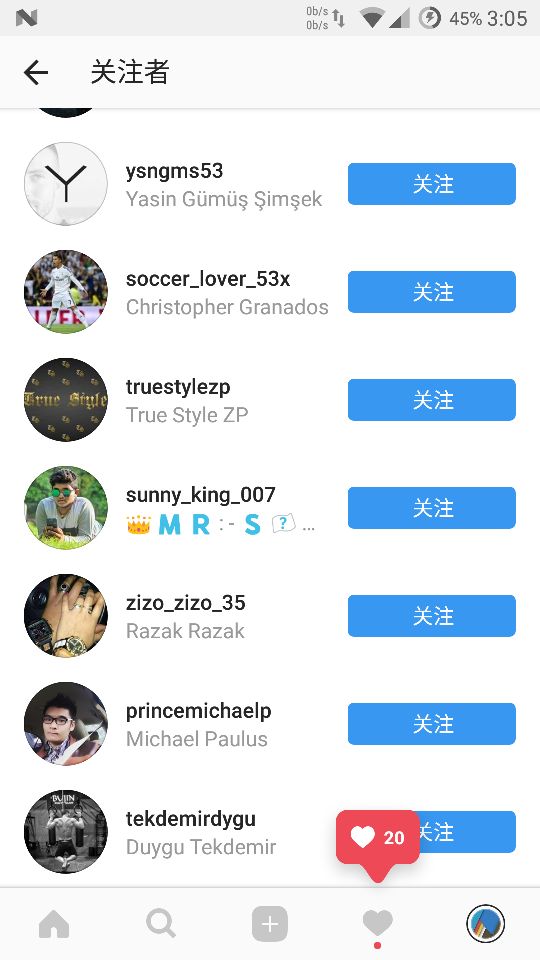 0b/s
0b/s
45% 3:05
关注者
ysngms53
Yasin Gümüş Şimşek
关注
soccer_lover_53x
Christopher Granados
关注
True Style
truestylezp
True Style ZP
关注
sunny_king_007
👑 M R :- S ...
关注
zizo_zizo_35
Razak Razak
关注
princemichaelp
Michael Paulus
关注
tekdemirdygu
Duygu Tekdemir
关注
20